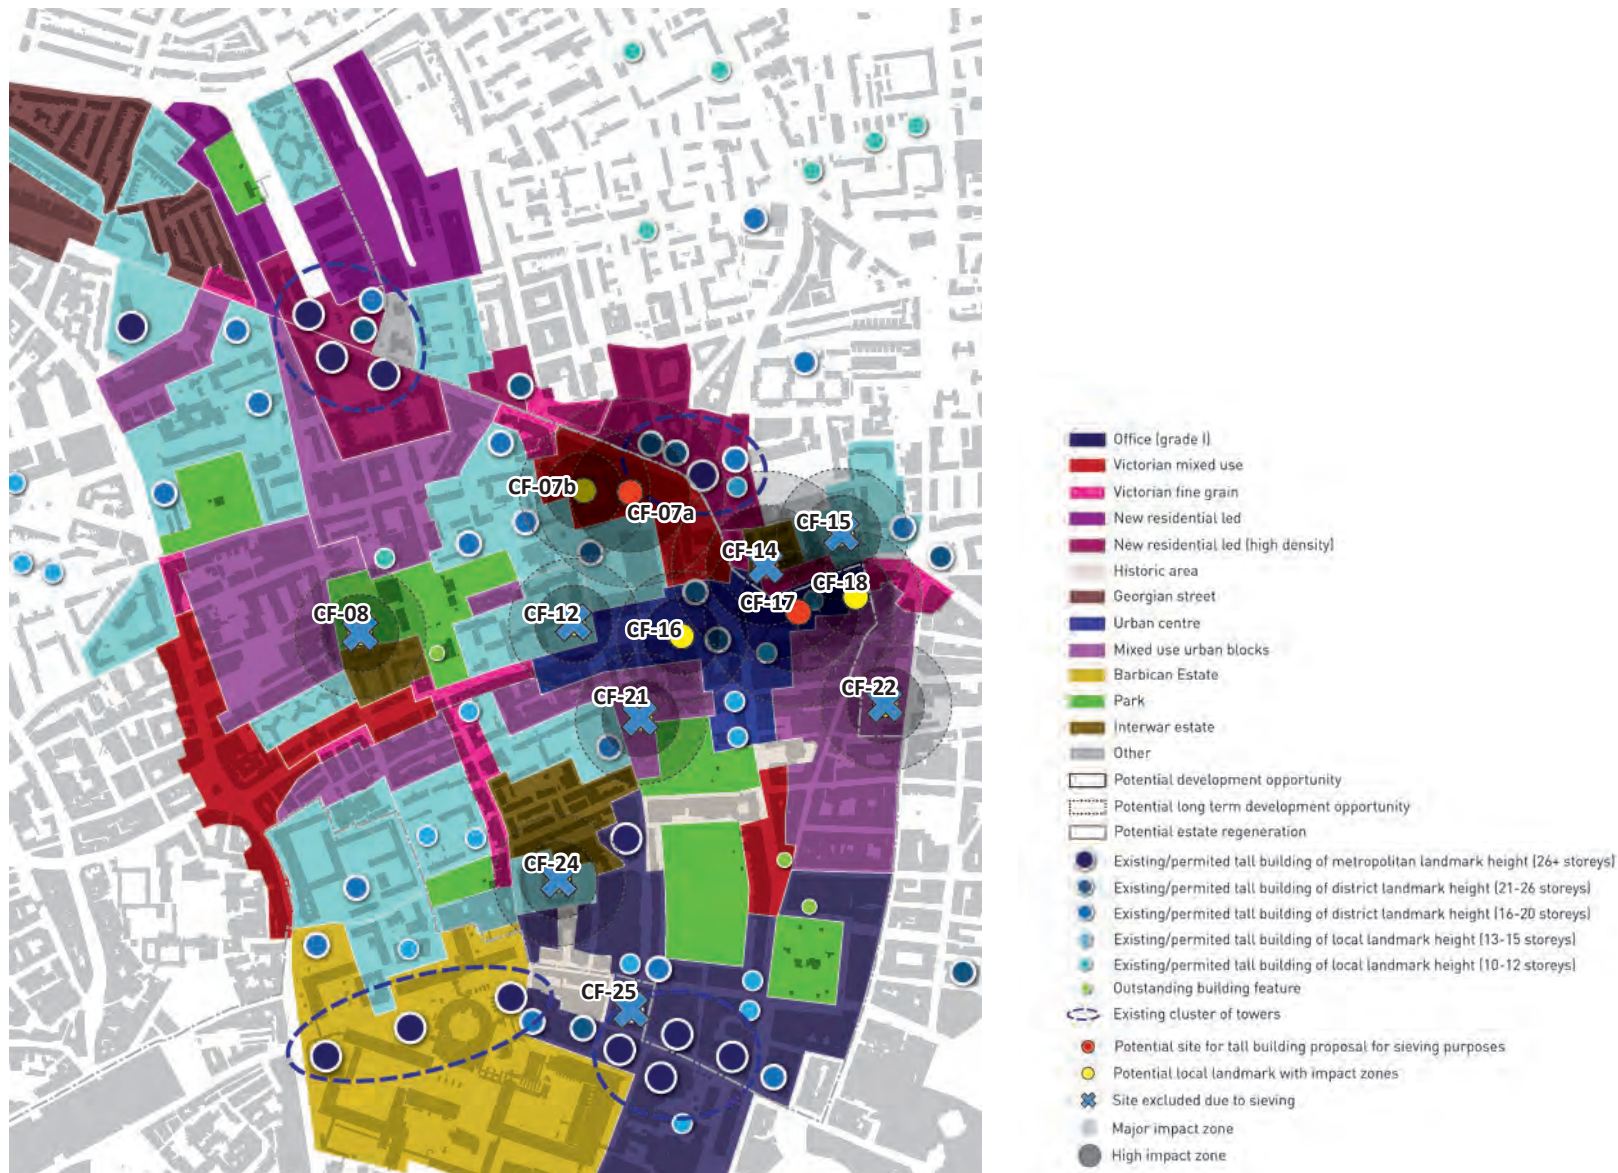 CF-07b
CF-07a
CF-15
CF-14
CF-18
CF-17
CF-08
CF-12
CF-16
CF-21
CF-22
CF-24
CF-25
Office (grade I)
Victorian mixed use
Victorian fine grain
New residential led
New residential led (high density)
Historic area
Georgian street
Urban centre
Mixed use urban blocks
Barbican Estate
Park
Interwar estate
Other
Potential development opportunity
Potential long term development opportunity
Potential estate regeneration
Existing/permited tall building of metropolitan landmark height (26+ storeys)
Existing/permited tall building of district landmark height (21-26 storeys)
Existing/permited tall building of district landmark height (16-20 storeys)
Existing/permited tall building of local landmark height (13-15 storeys)
Existing/permited tall building of local landmark height (10-12 storeys)
Outstanding building feature
Existing cluster of towers
Potential site for tall building proposal for sieving purposes
Potential local landmark with impact zones
Site excluded due to sieving
Major impact zone
High impact zone